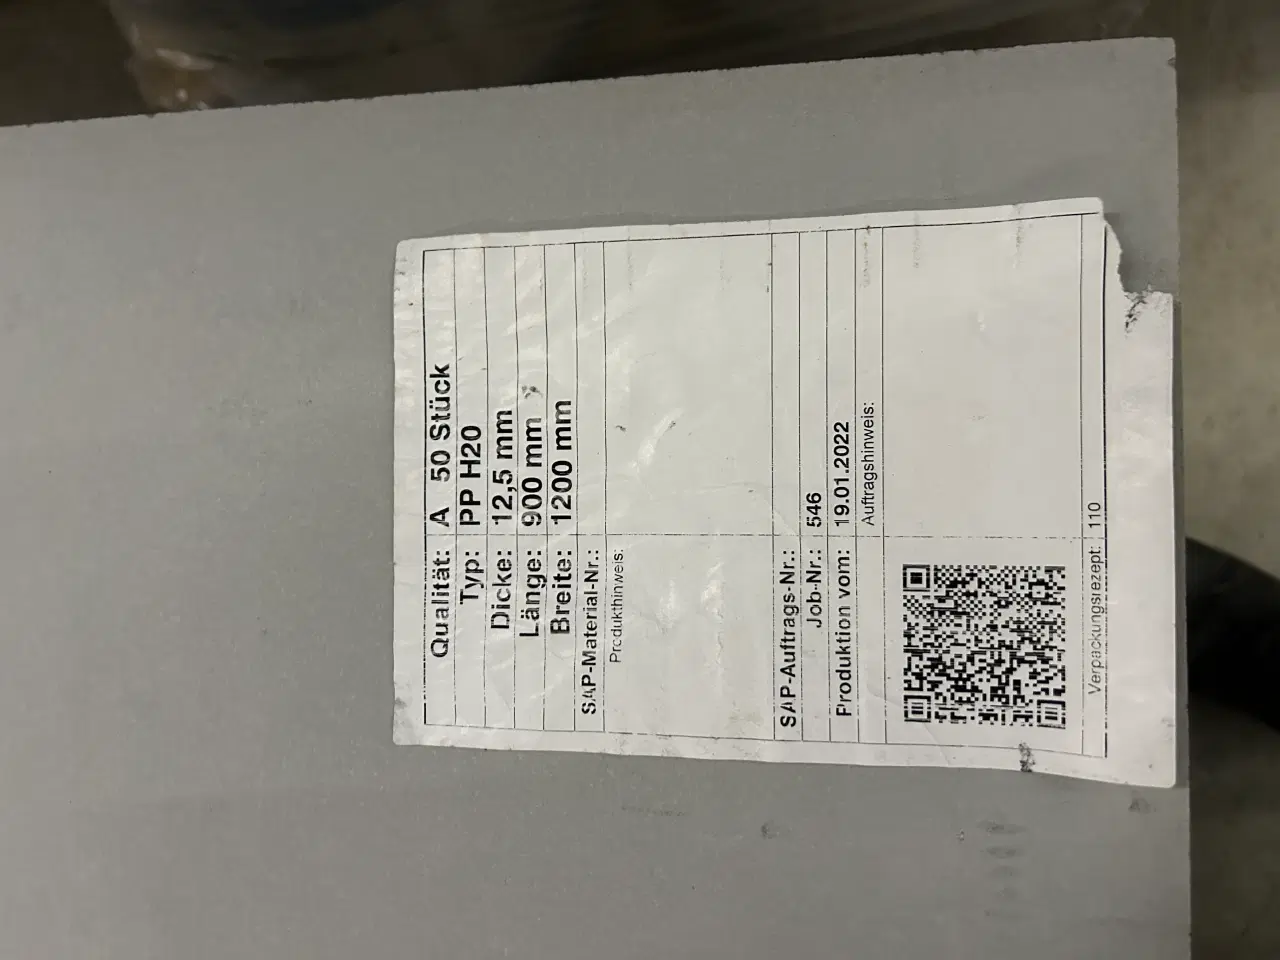 Qualität: A 50 Stück
Typ: PP H20
Dicke: 12,5 mm
Länge: 900 mm
Breite: 1200 mm
SAP-Material-Nr.:
Produkthinweis:
SAP-Auftrags-Nr.:
Job-Nr.: 546
Produktion vom: 19.01.2022
Auftragshinweis:
Verpackungsrezept: 110